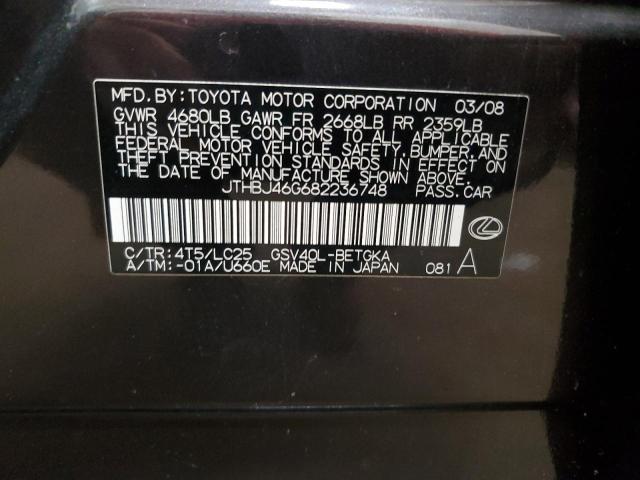 MFD. BY: TOYOTA MOTOR CORPORATION 03/08
GVWR 4680LB GAWR FR 2668LB RR 2359LB
THIS VEHICLE CONFORMS TO ALL APPLICABLE
FEDERAL MOTOR VEHICLE SAFETY, BUMPER, AND
THEFT PREVENTION STANDARDS IN EFFECT ON
THE DATE OF MANUFACTURE SHOWN ABOVE.
JTHBJ46G682236748 PASS. CAR
C/TR: 4T5/LC25 GSV40L-BETGKA
A/TM: -01A/U660E MADE IN JAPAN 081 A